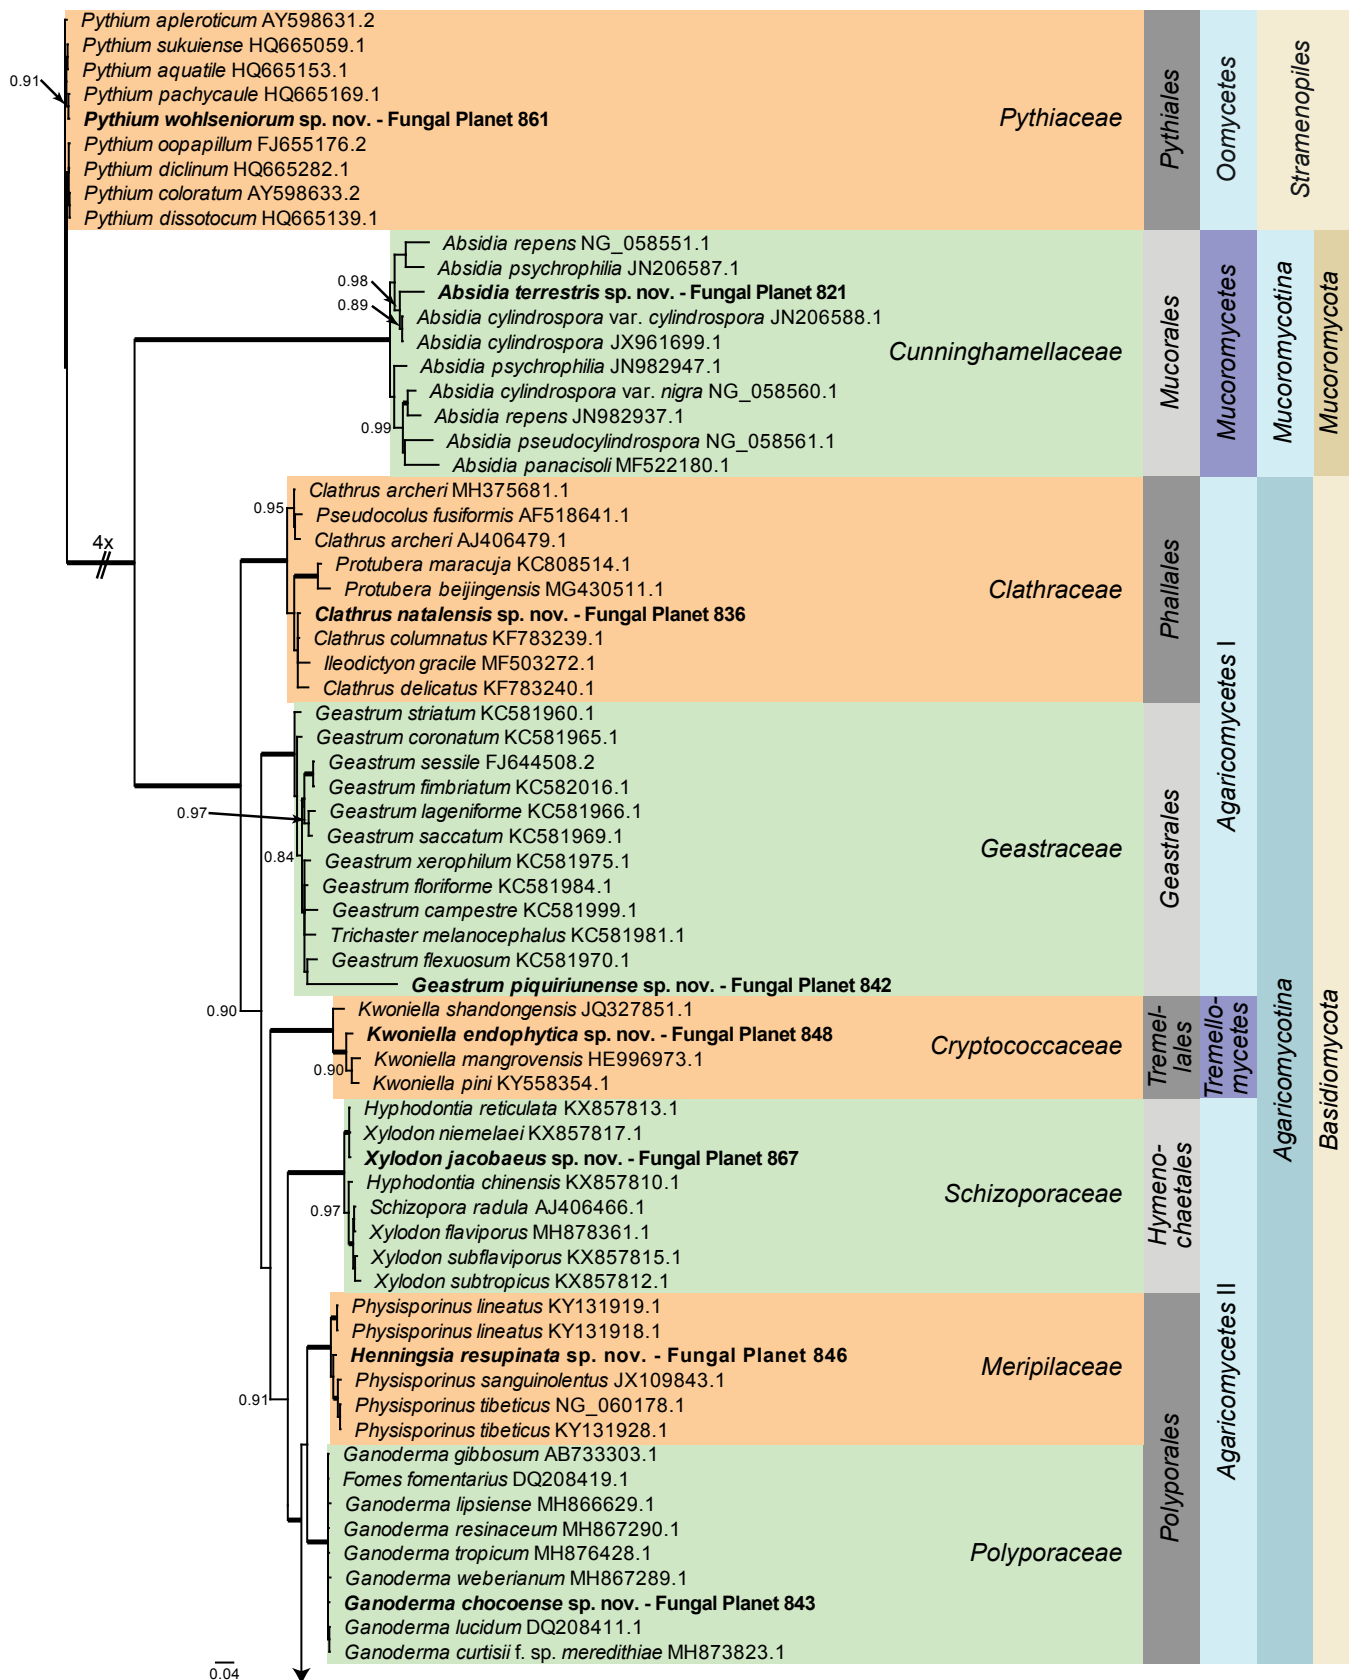 Pythium apleroticum AY598631.2
Pythium sukuiense HQ665059.1
Pythium aquatile HQ665153.1
0.91
Pythium pachycaule HQ665169.1
Pythium wohlseniorum sp. nov. - Fungal Planet 861
Pythiaceae
Pythium oopapillum FJ655176.2
Pythium diclinum HQ665282.1
Pythium coloratum AY598633.2
Pythium dissotocum HQ665139.1
Pythiales
Oomycetes
Stramenopiles
Absidia repens NG_058551.1
Absidia psychrophilia JN206587.1
0.98
Absidia terrestris sp. nov. - Fungal Planet 821
0.89
Absidia cylindrospora var. cylindrospora JN206588.1
Absidia cylindrospora JX961699.1
Cunninghamellaceae
Absidia psychrophilia JN982947.1
Absidia cylindrospora var. nigra NG_058560.1
Absidia repens JN982937.1
0.99
Absidia pseudocylindrospora NG_058561.1
Absidia panacisoli MF522180.1
Mucorales
Mucoromycetes
Mucoromycotina
Mucoromycota
Clathrus archeri MH375681.1
0.95
Pseudocolus fusiformis AF518641.1
Clathrus archeri AJ406479.1
4x
Protubera maracuja KC808514.1
Protubera beijingensis MG430511.1
Clathraceae
Clathrus natalensis sp. nov. - Fungal Planet 836
Clathrus columnatus KF783239.1
Ileodictyon gracile MF503272.1
Clathrus delicatus KF783240.1
Phallales
Geastrum striatum KC581960.1
Geastrum coronatum KC581965.1
Geastrum sessile FJ644508.2
Geastrum fimbriatum KC582016.1
0.97
Geastrum lageniforme KC581966.1
Geastrum saccatum KC581969.1
0.84
Geastrum xerophilum KC581975.1
Geastraceae
Geastrum floriforme KC581984.1
Geastrum campestre KC581999.1
Trichaster melanocephalus KC581981.1
Geastrum flexuosum KC581970.1
Geastrum piquiriunense sp. nov. - Fungal Planet 842
Geastrales
Agaricomycetes I
0.90
Kwoniella shandongensis JQ327851.1
Kwoniella endophytica sp. nov. - Fungal Planet 848
Cryptococcaceae
Kwoniella mangrovensis HE996973.1
0.90
Kwoniella pini KY558354.1
Tremel-
lales
Tremello-
mycetes
Agaricomycotina
Basidiomycota
Hyphodontia reticulata KX857813.1
Xylodon niemelaei KX857817.1
Xylodon jacobaeus sp. nov. - Fungal Planet 867
Hyphodontia chinensis KX857810.1
Schizoporaceae
0.97
Schizopora radula AJ406466.1
Xylodon flaviporus MH878361.1
Xylodon subflaviporus KX857815.1
Xylodon subtropicus KX857812.1
Hymeno-
chaetales
Physisporinus lineatus KY131919.1
Physisporinus lineatus KY131918.1
Henningsia resupinata sp. nov. - Fungal Planet 846
Meripilaceae
Physisporinus sanguinolentus JX109843.1
0.91
Physisporinus tibeticus NG_060178.1
Physisporinus tibeticus KY131928.1
Agaricomycetes II
Polyporales
Ganoderma gibbosum AB733303.1
Fomes fomentarius DQ208419.1
Ganoderma lipsiense MH866629.1
Ganoderma resinaceum MH867290.1
Ganoderma tropicum MH876428.1
Polyporaceae
Ganoderma weberianum MH867289.1
Ganoderma chocoense sp. nov. - Fungal Planet 843
Ganoderma lucidum DQ208411.1
Ganoderma curtisii f. sp. meredithiae MH873823.1
0.04